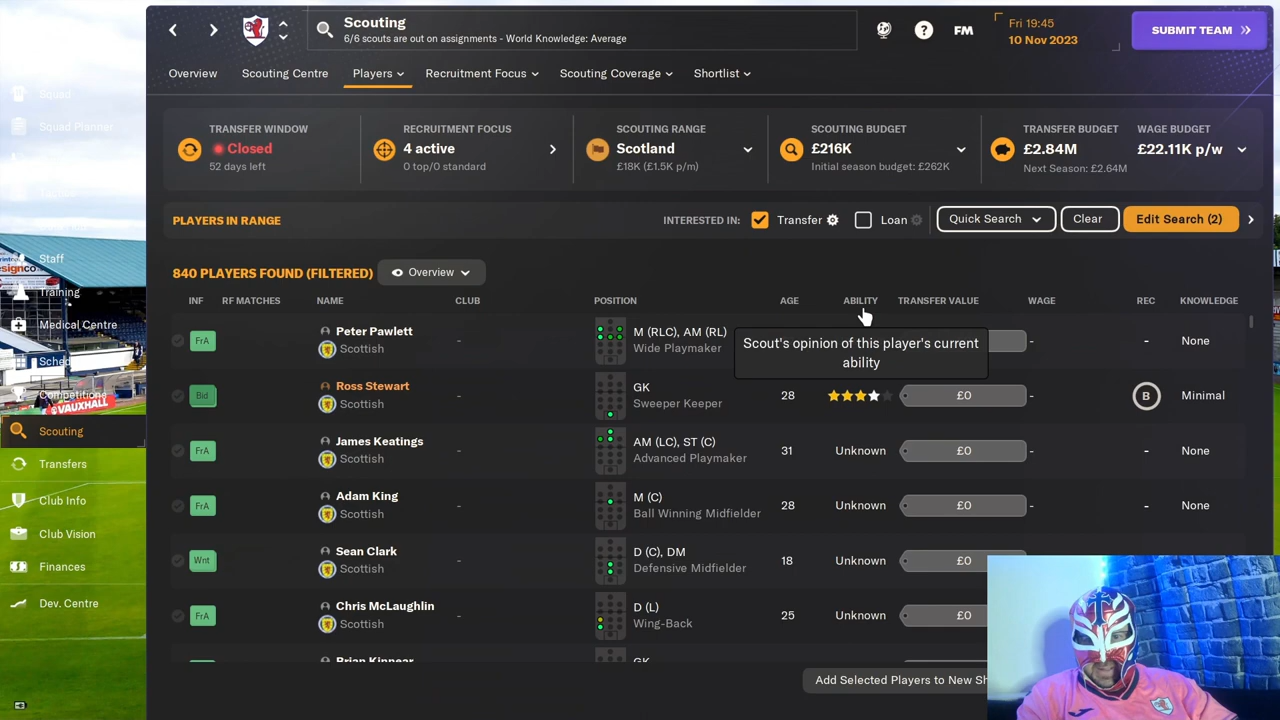 Scouting
6/6 scouts are out on assignments - World Knowledge: Average
FM
Fri 19:45
10 Nov 2023
SUBMIT TEAM
Overview
Scouting Centre
Players
Recruitment Focus
Scouting Coverage
Shortlist
Squad
Squad Planner
Staff
Training
Medical Centre
Sched
Competitions
VAUXHALL
Scouting
Transfers
Club Info
Club Vision
Finances
Dev. Centre
TRANSFER WINDOW
Closed
52 days left
RECRUITMENT FOCUS
4 active
0 top/0 standard
SCOUTING RANGE
Scotland
£18K (£1.5K p/m)
SCOUTING BUDGET
£216K
Initial season budget: £262K
TRANSFER BUDGET
£2.84M
Next Season: £2.64M
WAGE BUDGET
£22.11K p/w
PLAYERS IN RANGE
INTERESTED IN:
Transfer
Loan
Quick Search
Clear
Edit Search (2)
840 PLAYERS FOUND (FILTERED)
Overview
INF RF MATCHES NAME CLUB POSITION AGE ABILITY TRANSFER VALUE WAGE REC KNOWLEDGE
FrA Peter Pawlett - M (RLC), AM (RL) - - None
Scottish Wide Playmaker
Scout's opinion of this player's current
ability
Bid Ross Stewart - GK 28 £0 - B Minimal
Scottish Sweeper Keeper
FrA James Keatings - AM (LC), ST (C) 31 Unknown £0 - - None
Scottish Advanced Playmaker
FrA Adam King - M (C) 28 Unknown £0 - - None
Scottish Ball Winning Midfielder
Wnt Sean Clark - D (C), DM 18 Unknown £0
Scottish Defensive Midfielder
FrA Chris McLaughlin - D (L) 25 Unknown £0
Scottish Wing-Back
Brian Kinnear GK
Add Selected Players to New Sh